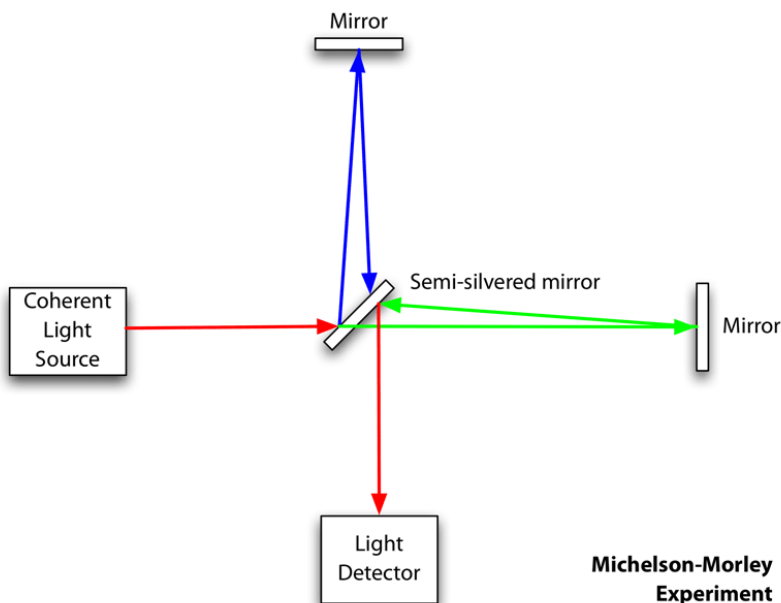 Mirror
Semi-silvered mirror
Coherent
Light
Source
Mirror
Light
Detector
Michelson-Morley
Experiment